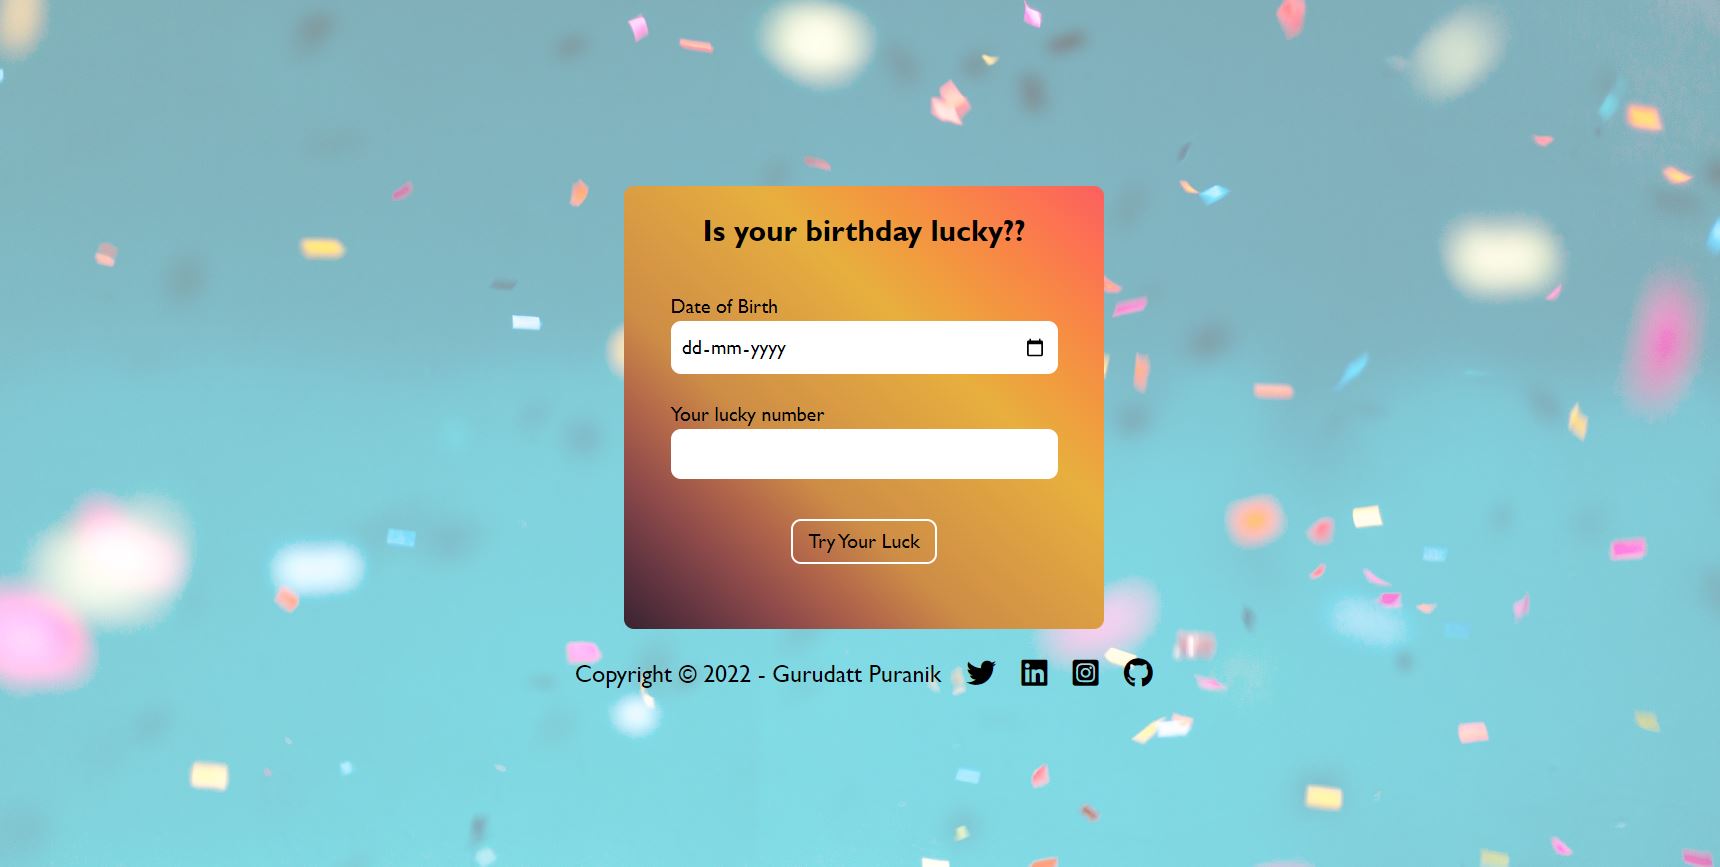 Is your birthday lucky??
Date of Birth
dd-mm-yyyy
Your lucky number
Try Your Luck
Copyright © 2022 - Gurudatt Puranik